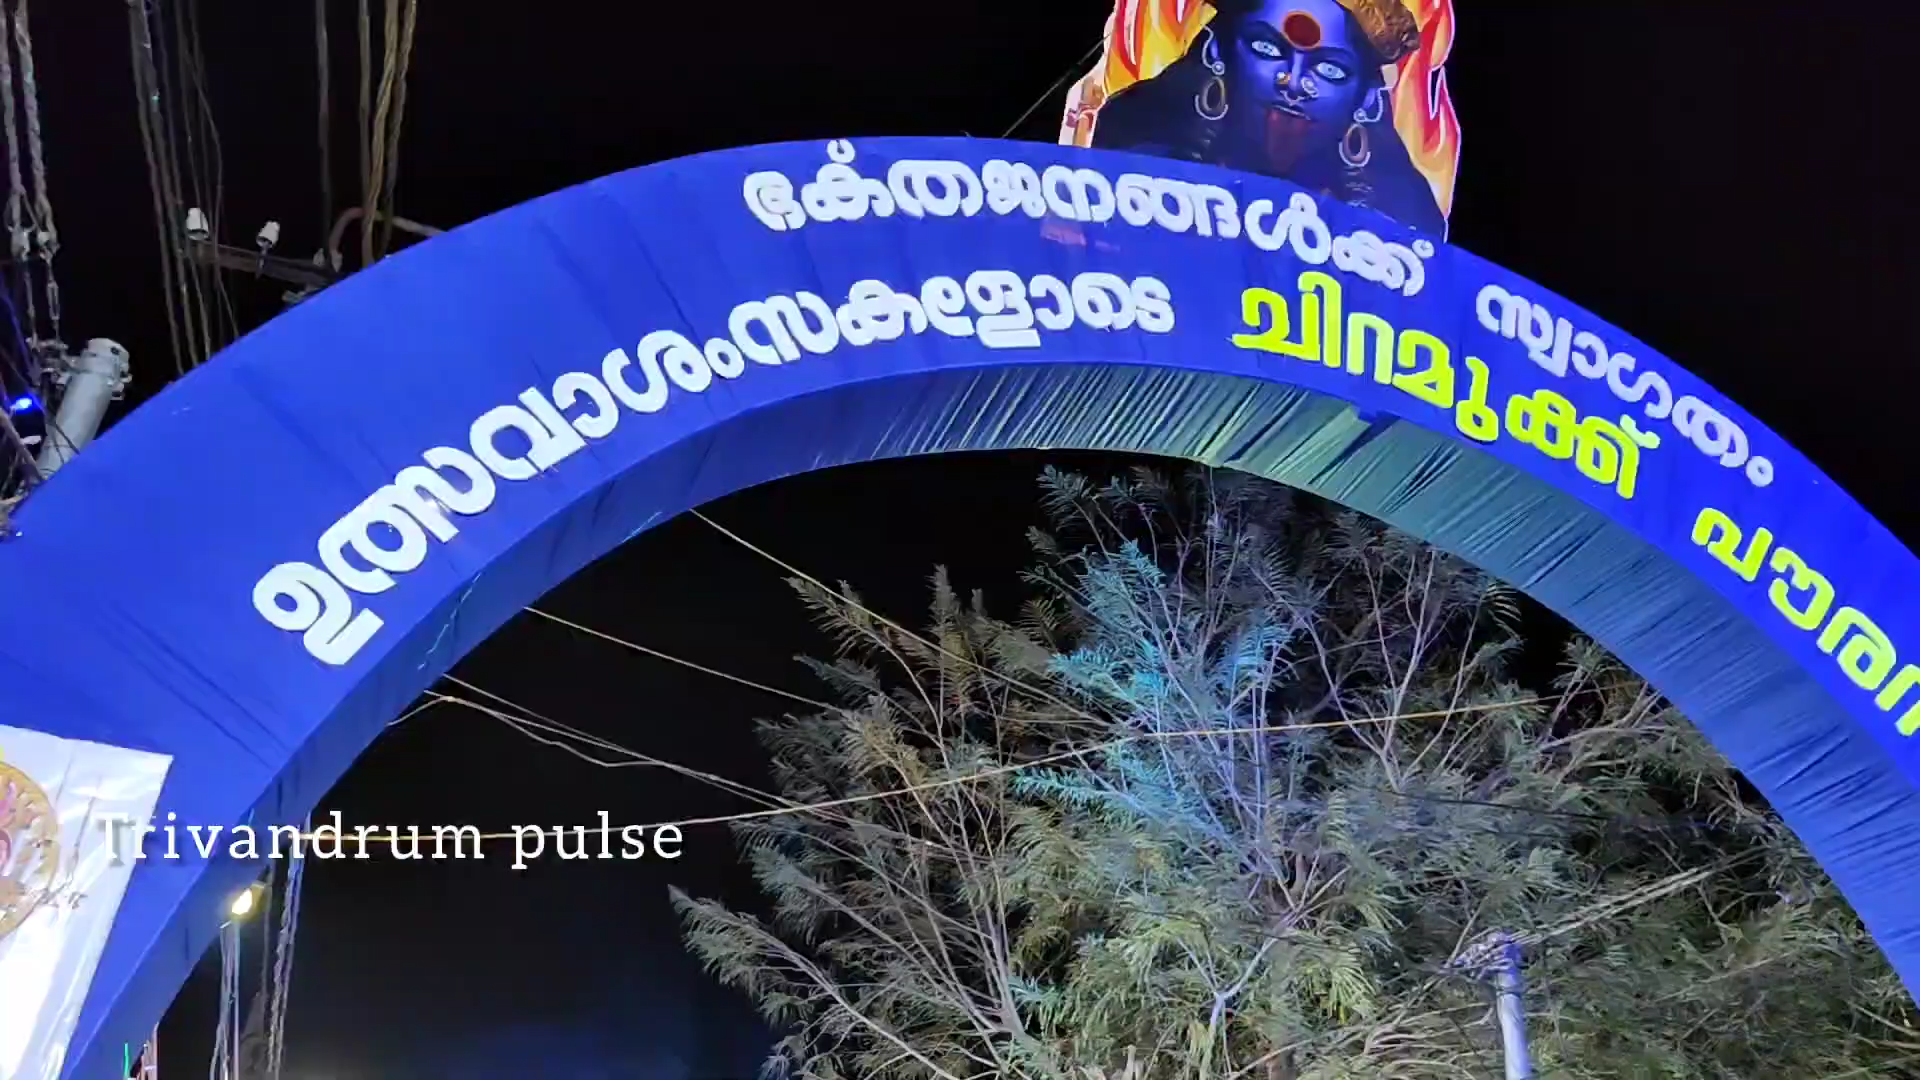 ഭക്തജനങ്ങൾക്ക് സ്വാഗതം
ഉത്സവാശംസകളോടെ ചിറമുക്ക്
Trivandrum pulse